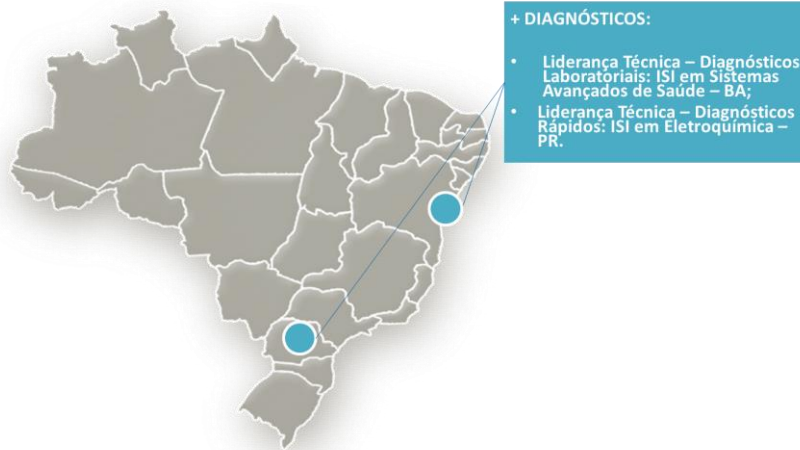 + DIAGNÓSTICOS:
• Liderança Técnica – Diagnósticos
Laboratoriais: ISI em Sistemas
Avançados de Saúde – BA;
• Liderança Técnica – Diagnósticos
Rápidos: ISI em Eletroquímica –
PR.